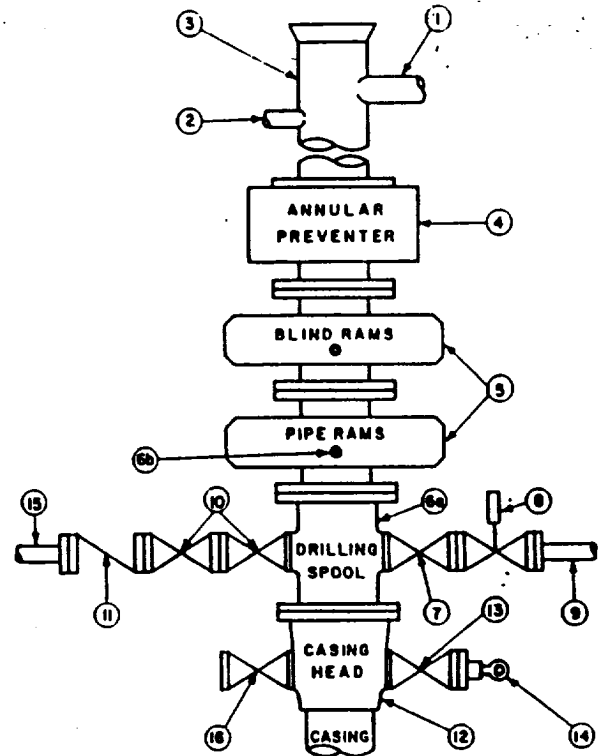 1
3
2
ANNULAR
PREVENTER
4
BLIND RAMS
5
PIPE RAMS
6b
15
10
6a
8
DRILLING
SPOOL
11
7
9
13
CASING
HEAD
16
12
14
CASING